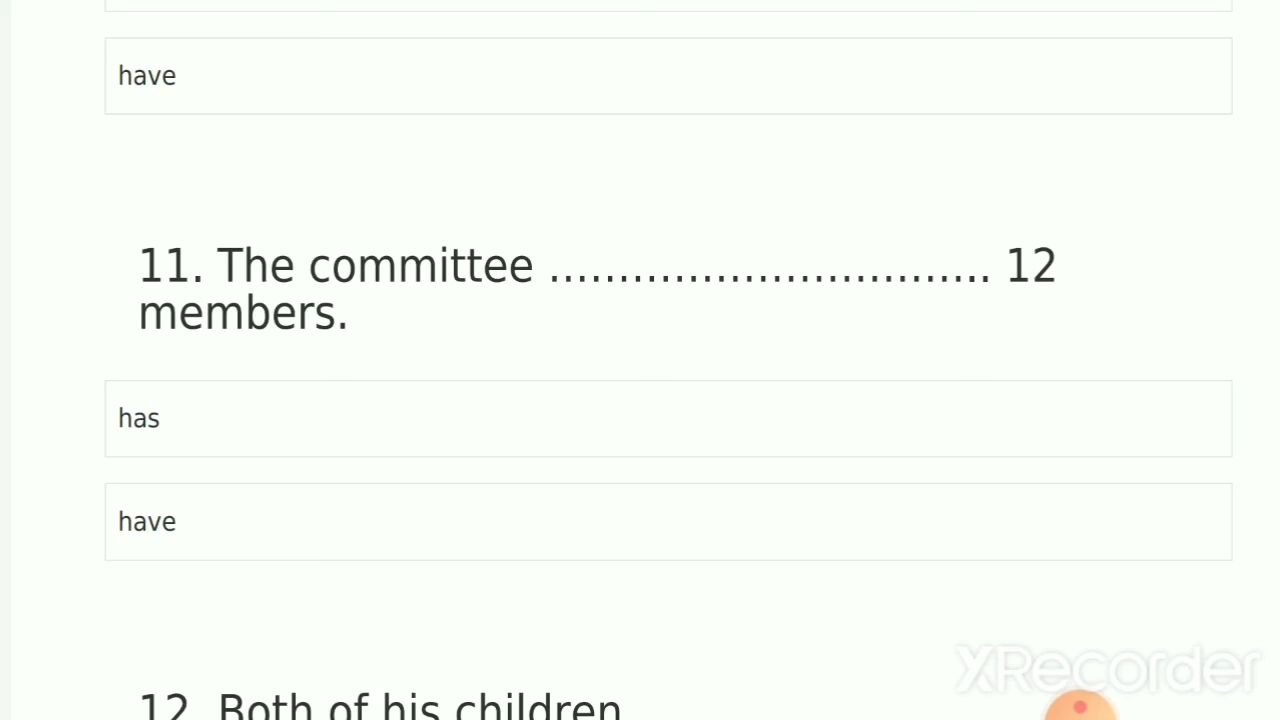 have
11. The committee ………………………….. 12
members.
has
have
12. Both of his children
XRecorder